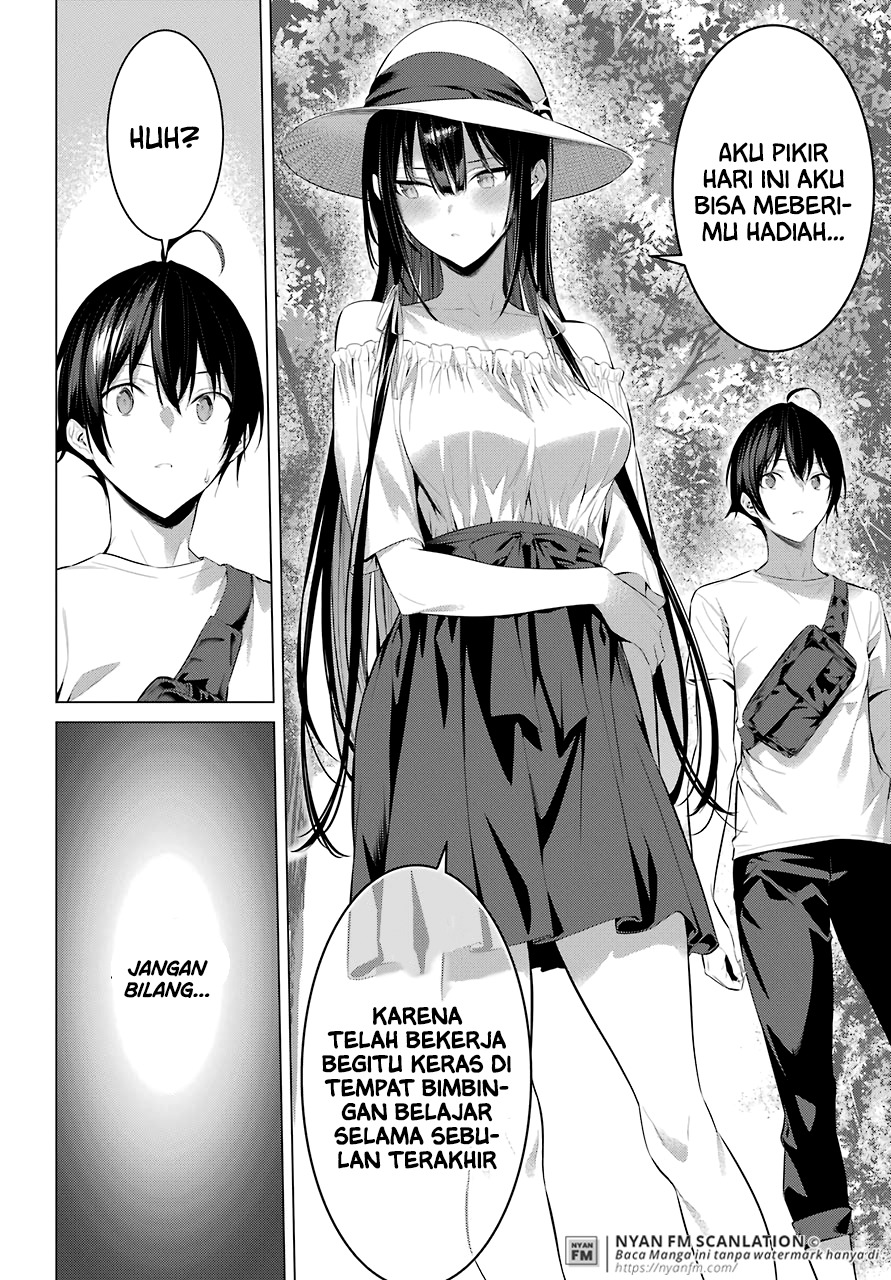 AKU PIKIR
HARI INI AKU
BISA MEBERI-
MU HADIAH...
KARENA
TELAH BEKERJA
BEGITU KERAS DI
TEMPAT BIMBIN-
GAN BELAJAR
SELAMA SEBU-
LAN TERAKHIR
HUH?
JANGAN
BILANG...
NYAN
FM
NYAN FM SCANLATION ©
Baca Manga ini tanpa watermark hanya di :
https://nyanfm.com/